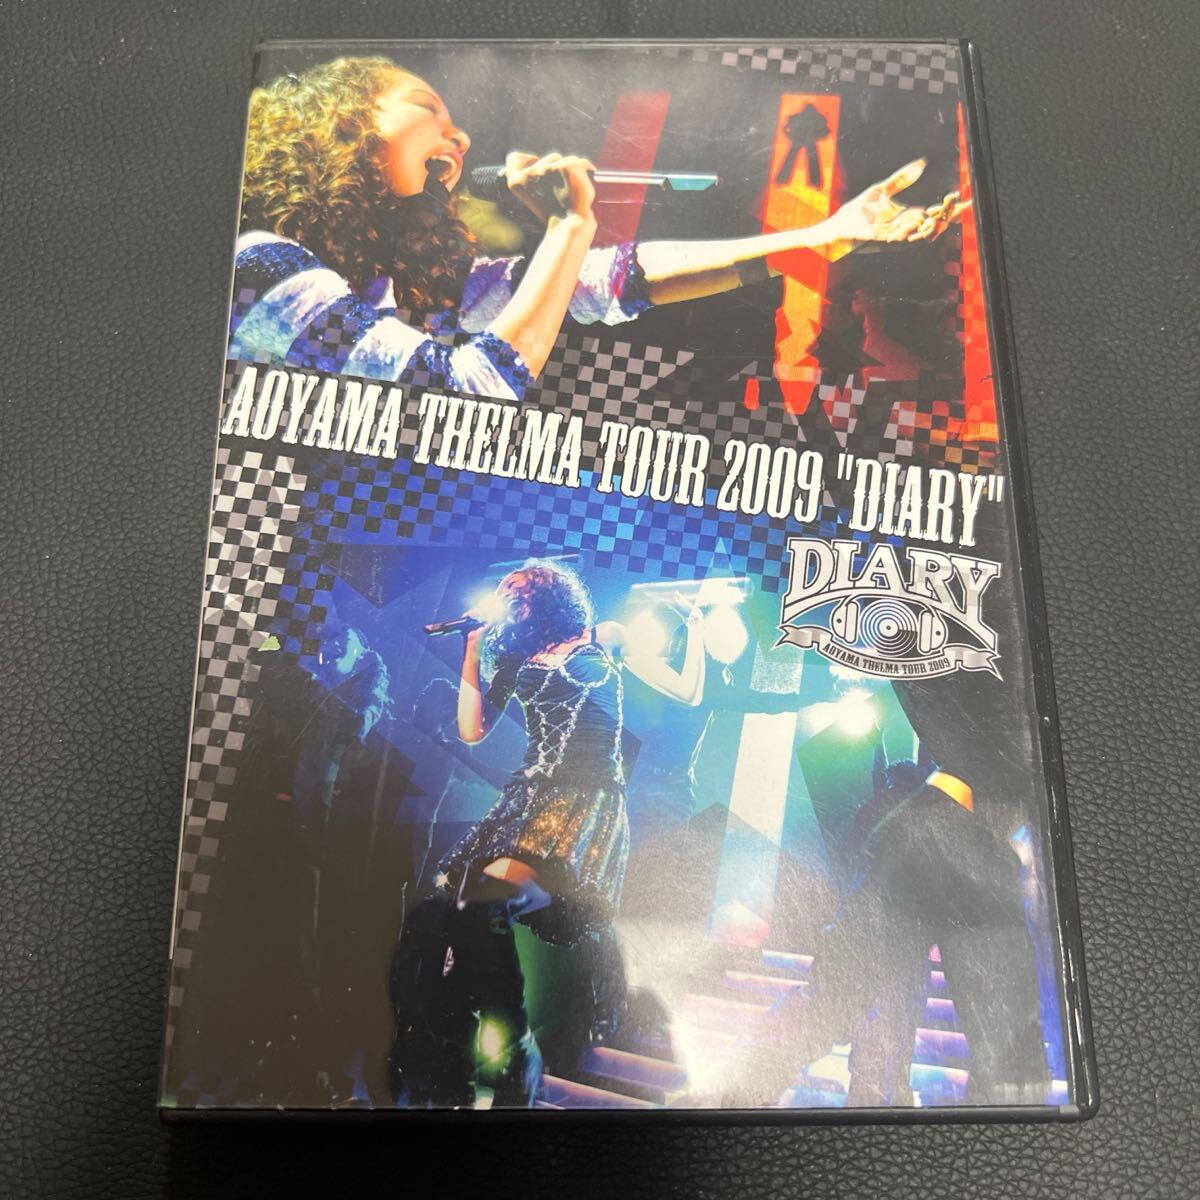 AOYAMA THELMA TOUR 2009 "DIARY"
DIARY
AOYAMA THELMA TOUR 2009